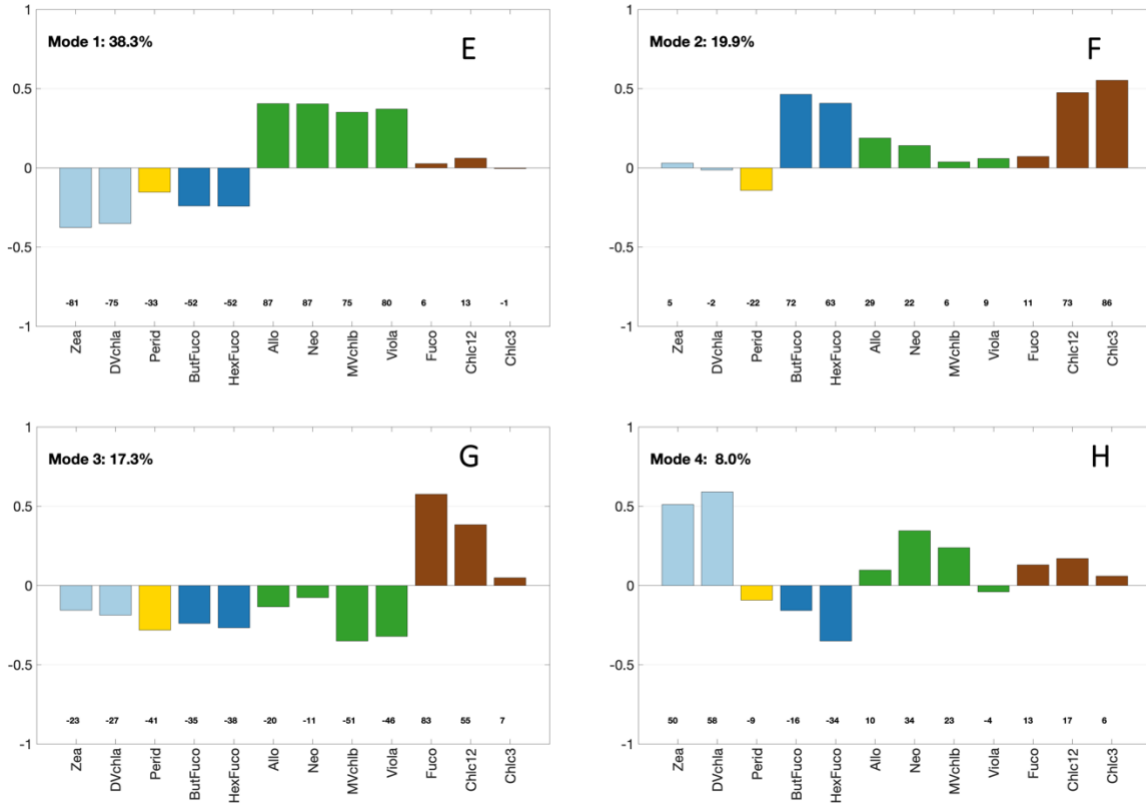 1
Mode 1: 38.3%
E
0.5
0
-0.5
-81 -75 -33 -52 -52 87 87 75 80 6 13 -1
-1
Zea DVchla Perid ButFuco HexFuco Allo Neo MVchlb Viola Fuco Chlc12 Chlc3
1
Mode 2: 19.9%
F
0.5
0
-0.5
5 -2 -22 72 63 29 22 6 9 11 73 86
-1
Zea DVchla Perid ButFuco HexFuco Allo Neo MVchlb Viola Fuco Chlc12 Chlc3
1
Mode 3: 17.3%
G
0.5
0
-0.5
-23 -27 -41 -35 -38 -20 -11 -51 -46 83 55 7
-1
Zea DVchla Perid ButFuco HexFuco Allo Neo MVchlb Viola Fuco Chlc12 Chlc3
1
Mode 4: 8.0%
H
0.5
0
-0.5
50 58 -9 -16 -34 10 34 23 -4 13 17 6
-1
Zea DVchla Perid ButFuco HexFuco Allo Neo MVchlb Viola Fuco Chlc12 Chlc3